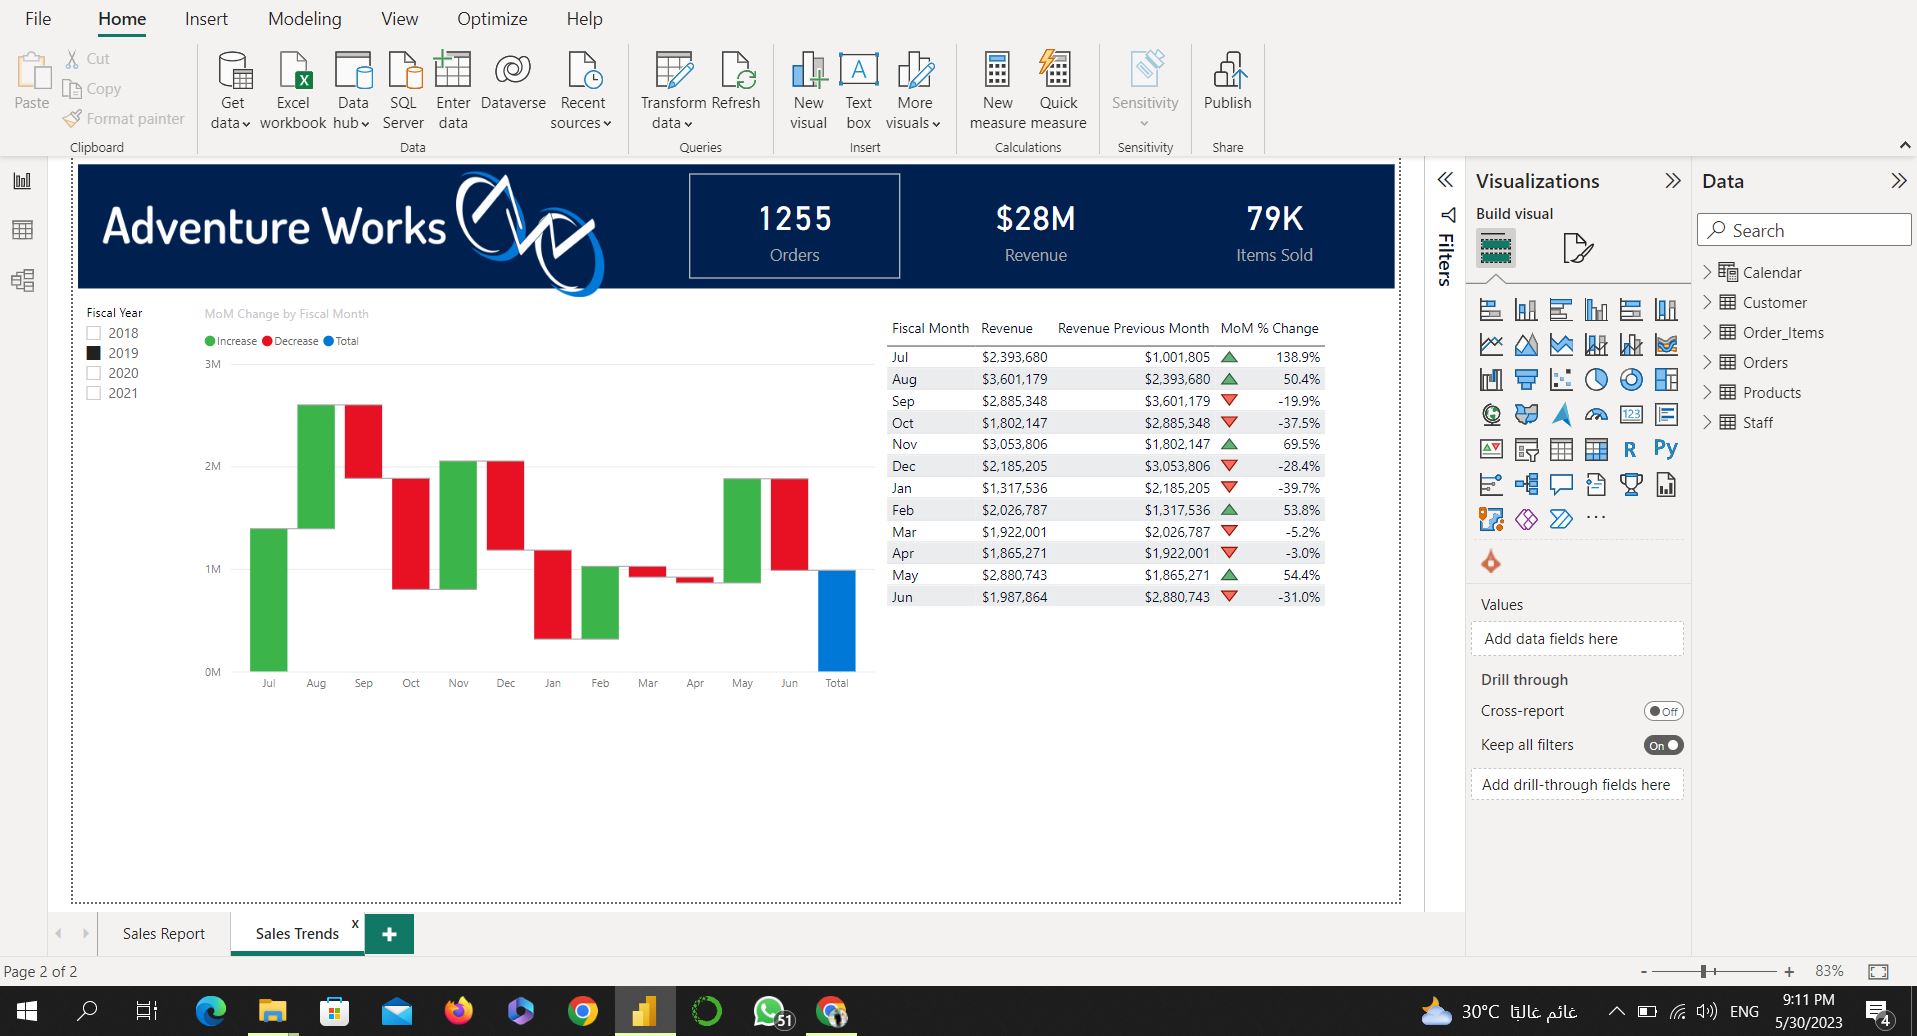 File Home Insert Modeling View Optimize Help
Paste
Cut
Copy
Format painter
Clipboard
Get data
Excel workbook
Data hub
SQL Server
Enter data
Dataverse
Recent sources
Data
Transform data
Refresh
Queries
New visual
Text box
More visuals
Insert
New measure
Quick measure
Calculations
Sensitivity
Sensitivity
Publish
Share
Adventure Works
1255
Orders
$28M
Revenue
79K
Items Sold
Fiscal Year
2018
2019
2020
2021
MoM Change by Fiscal Month
Increase Decrease Total
3M
2M
1M
0M
Jul Aug Sep Oct Nov Dec Jan Feb Mar Apr May Jun Total
Fiscal Month Revenue Revenue Previous Month MoM % Change
Jul $2,393,680 $1,001,805 138.9%
Aug $3,601,179 $2,393,680 50.4%
Sep $2,885,348 $3,601,179 -19.9%
Oct $1,802,147 $2,885,348 -37.5%
Nov $3,053,806 $1,802,147 69.5%
Dec $2,185,205 $3,053,806 -28.4%
Jan $1,317,536 $2,185,205 -39.7%
Feb $2,026,787 $1,317,536 53.8%
Mar $1,922,001 $2,026,787 -5.2%
Apr $1,865,271 $1,922,001 -3.0%
May $2,880,743 $1,865,271 54.4%
Jun $1,987,864 $2,880,743 -31.0%
Filters
Visualizations
Build visual
123
R Py
Values
Add data fields here
Drill through
Cross-report Off
Keep all filters On
Add drill-through fields here
Data
Search
Calendar
Customer
Order_Items
Orders
Products
Staff
Sales Report
Sales Trends x
+
Page 2 of 2
- + 83%
51
30°C غائم غالبًا
ENG
9:11 PM
5/30/2023
4